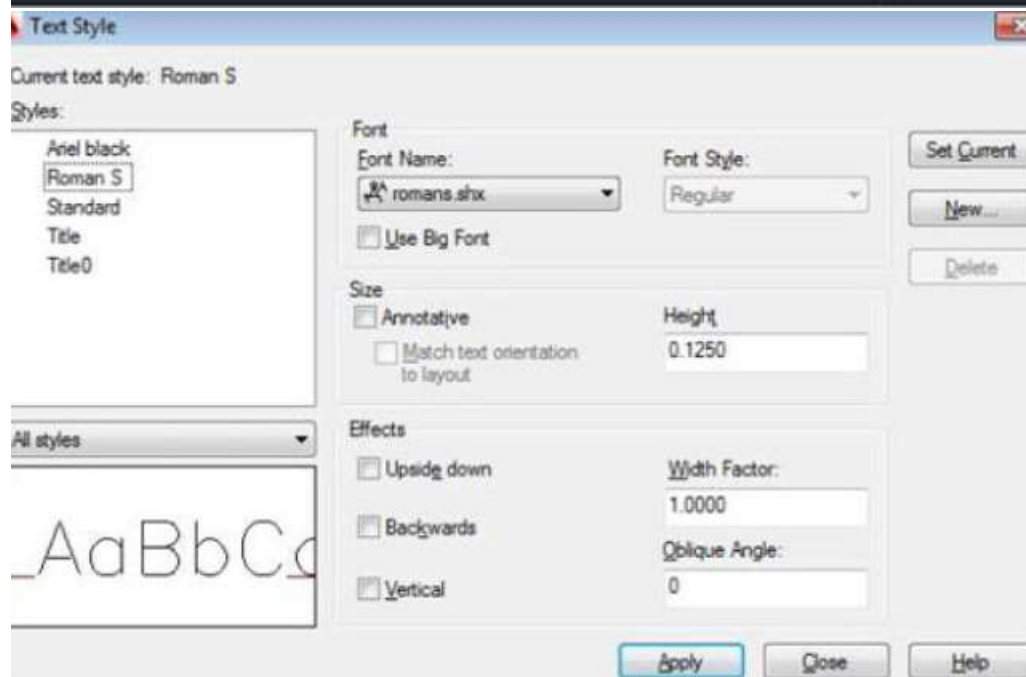 Text Style
Current text style: Roman S
Styles:
Ariel black
Roman S
Standard
Title
Title0
All styles
AaBbC
Font
Font Name:
romans.shx
Use Big Font
Font Style:
Regular
Size
Annotative
Match text orientation
to layout
Height
0.1250
Effects
Upside down
Backwards
Vertical
Width Factor:
1.0000
Oblique Angle:
0
Set Current
New...
Delete
Apply
Close
Help